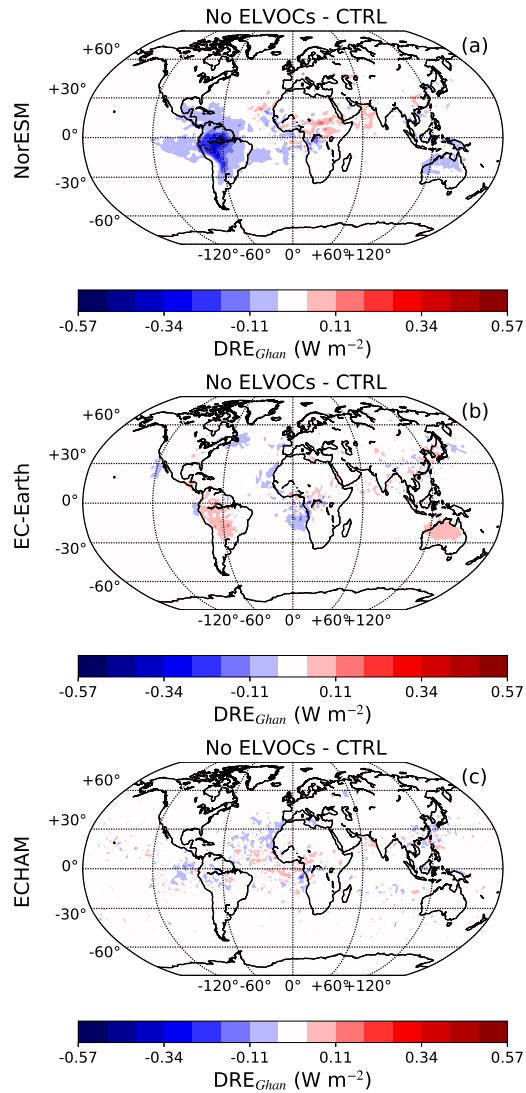 No ELVOCs - CTRL
(a)
NorESM
+60°
+30°
0°
-30°
-60°
-120° -60° 0° +60° +120°
-0.57 -0.34 -0.11 0.11 0.34 0.57
DRE_Ghan (W m⁻²)
No ELVOCs - CTRL
(b)
EC-Earth
+60°
+30°
0°
-30°
-60°
-120° -60° 0° +60° +120°
-0.57 -0.34 -0.11 0.11 0.34 0.57
DRE_Ghan (W m⁻²)
No ELVOCs - CTRL
(c)
ECHAM
+60°
+30°
0°
-30°
-60°
-120° -60° 0° +60° +120°
-0.57 -0.34 -0.11 0.11 0.34 0.57
DRE_Ghan (W m⁻²)